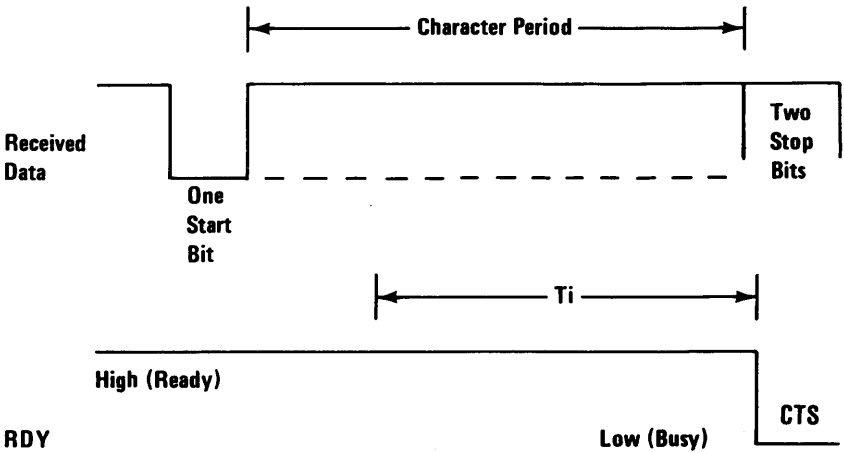 Character Period
Received
Data
Two
Stop
Bits
One
Start
Bit
Ti
High (Ready)
CTS
RDY
Low (Busy)